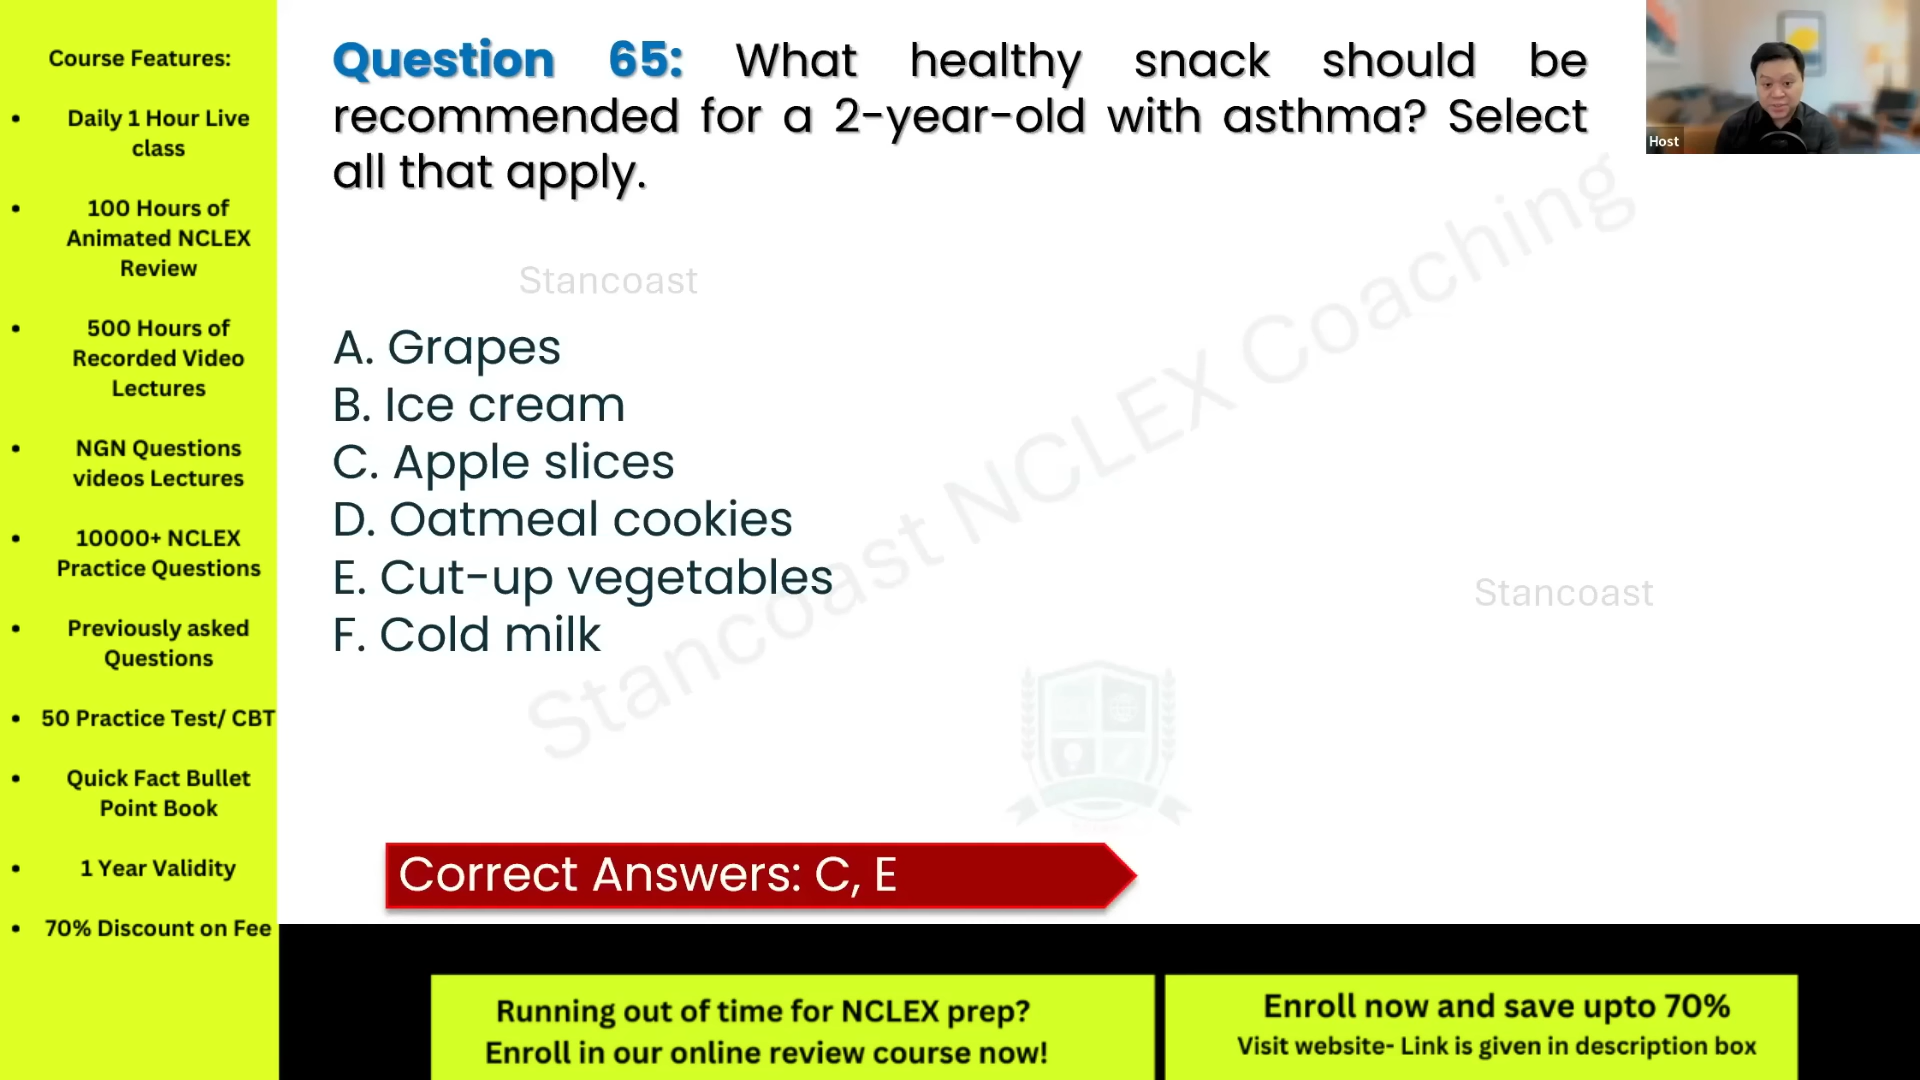 Course Features:
• Daily 1 Hour Live
class
• 100 Hours of
Animated NCLEX
Review
• 500 Hours of
Recorded Video
Lectures
• NGN Questions
videos Lectures
• 10000+ NCLEX
Practice Questions
• Previously asked
Questions
• 50 Practice Test/ CBT
• Quick Fact Bullet
Point Book
• 1 Year Validity
• 70% Discount on Fee
Question 65: What healthy snack should be
recommended for a 2-year-old with asthma? Select
all that apply.
Stancoast
A. Grapes
B. Ice cream
C. Apple slices
D. Oatmeal cookies
E. Cut-up vegetables
F. Cold milk
Stancoast NCLEX Coaching
Stancoast
Correct Answers: C, E
Host
Running out of time for NCLEX prep?
Enroll in our online review course now!
Enroll now and save upto 70%
Visit website- Link is given in description box